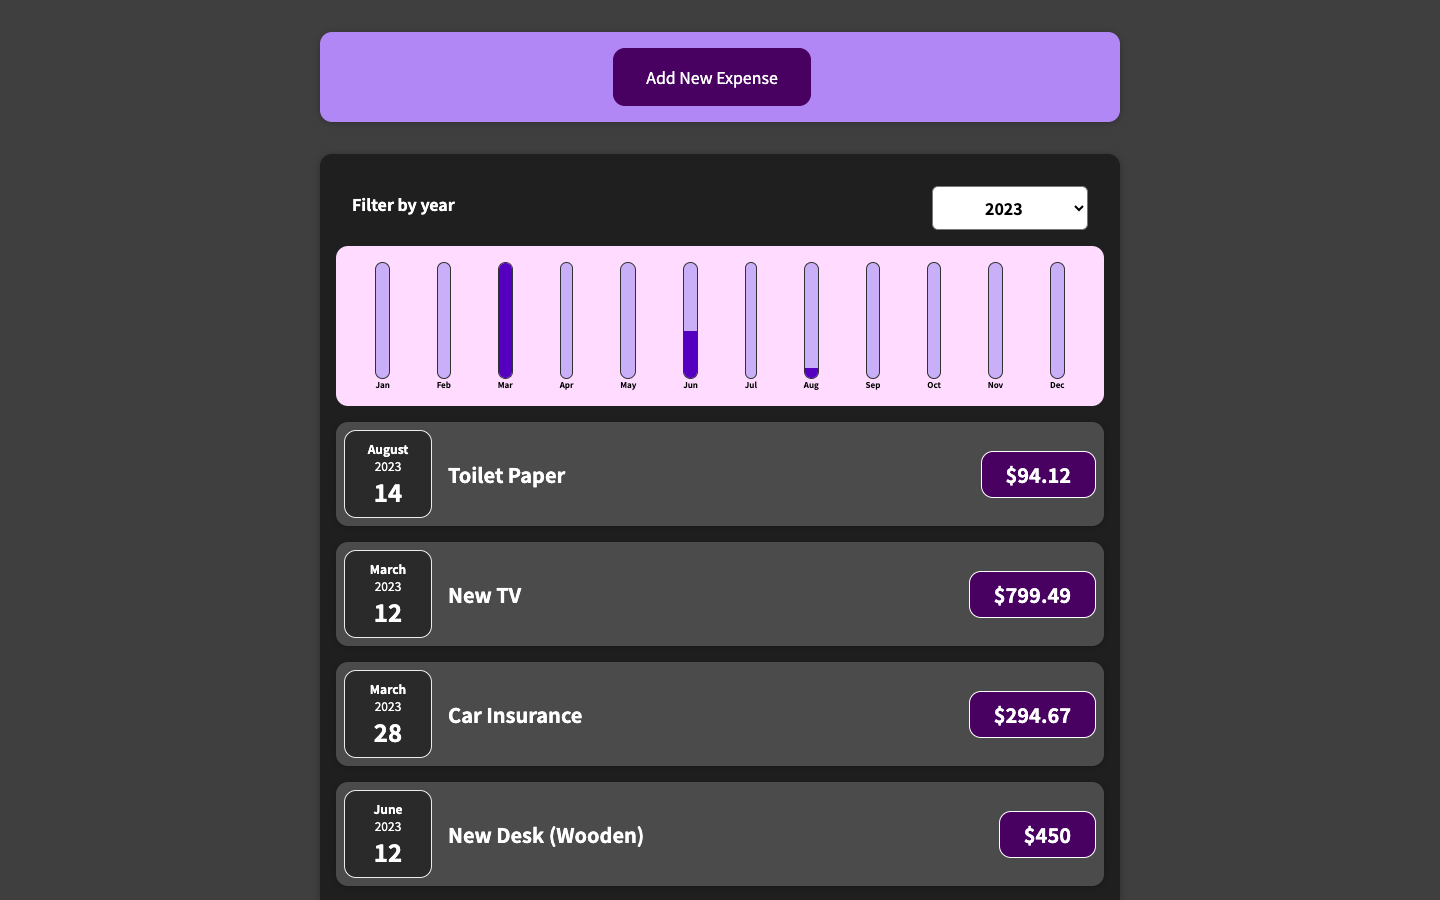 Add New Expense
Filter by year
2023
Jan Feb Mar Apr May Jun Jul Aug Sep Oct Nov Dec
August
2023
14
Toilet Paper
$94.12
March
2023
12
New TV
$799.49
March
2023
28
Car Insurance
$294.67
June
2023
12
New Desk (Wooden)
$450